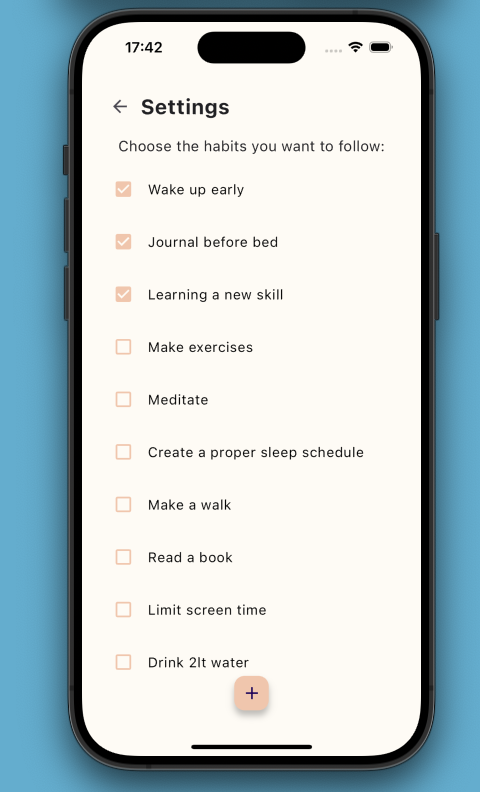 17:42
Settings
Choose the habits you want to follow:
Wake up early
Journal before bed
Learning a new skill
Make exercises
Meditate
Create a proper sleep schedule
Make a walk
Read a book
Limit screen time
Drink 2lt water